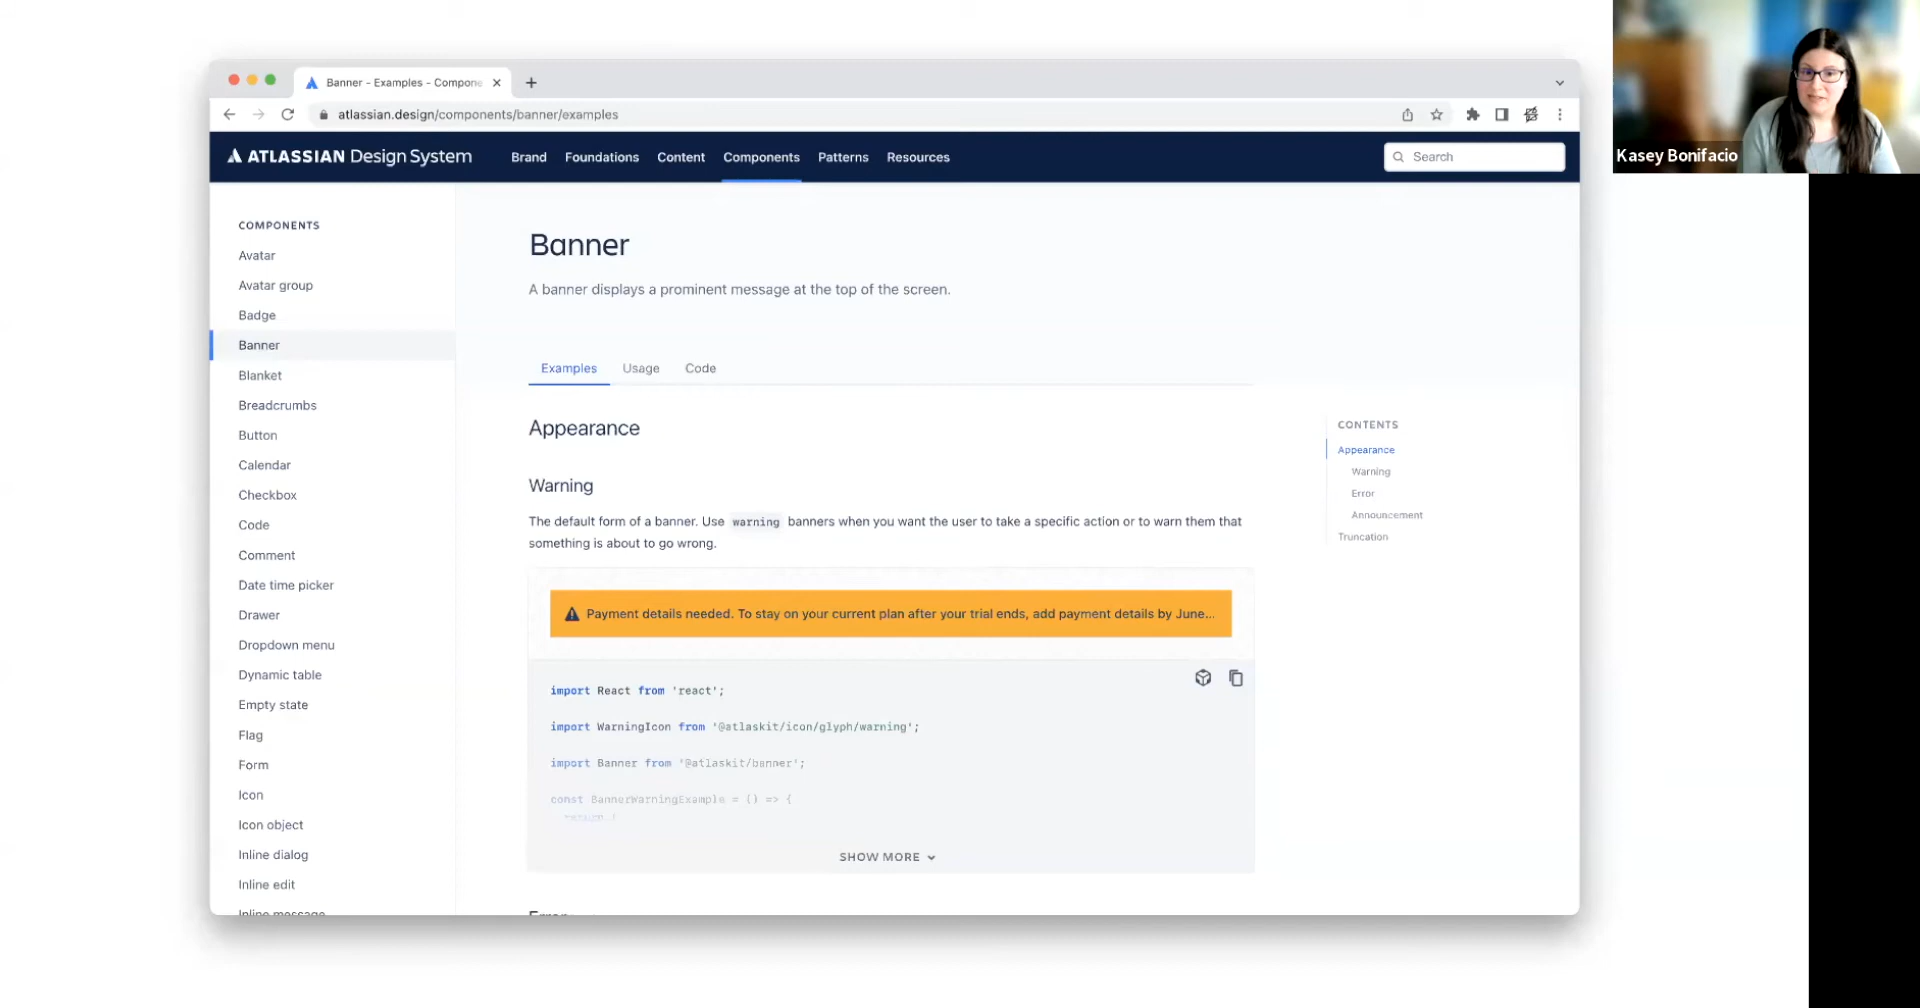 Banner - Examples - Compone
atlassian.design/components/banner/examples
ATLASSIAN Design System
Brand Foundations Content Components Patterns Resources
Search
Kasey Bonifacio
COMPONENTS
Avatar
Avatar group
Badge
Banner
Blanket
Breadcrumbs
Button
Calendar
Checkbox
Code
Comment
Date time picker
Drawer
Dropdown menu
Dynamic table
Empty state
Flag
Form
Icon
Icon object
Inline dialog
Inline edit
Inline message
Banner
A banner displays a prominent message at the top of the screen.
Examples Usage Code
Appearance
Warning
The default form of a banner. Use warning banners when you want the user to take a specific action or to warn them that
something is about to go wrong.
Payment details needed. To stay on your current plan after your trial ends, add payment details by June...
import React from 'react';
import WarningIcon from '@atlaskit/icon/glyph/warning';
import Banner from '@atlaskit/banner';
const BannerWarningExample = () => {
return (
SHOW MORE
Error
CONTENTS
Appearance
Warning
Error
Announcement
Truncation